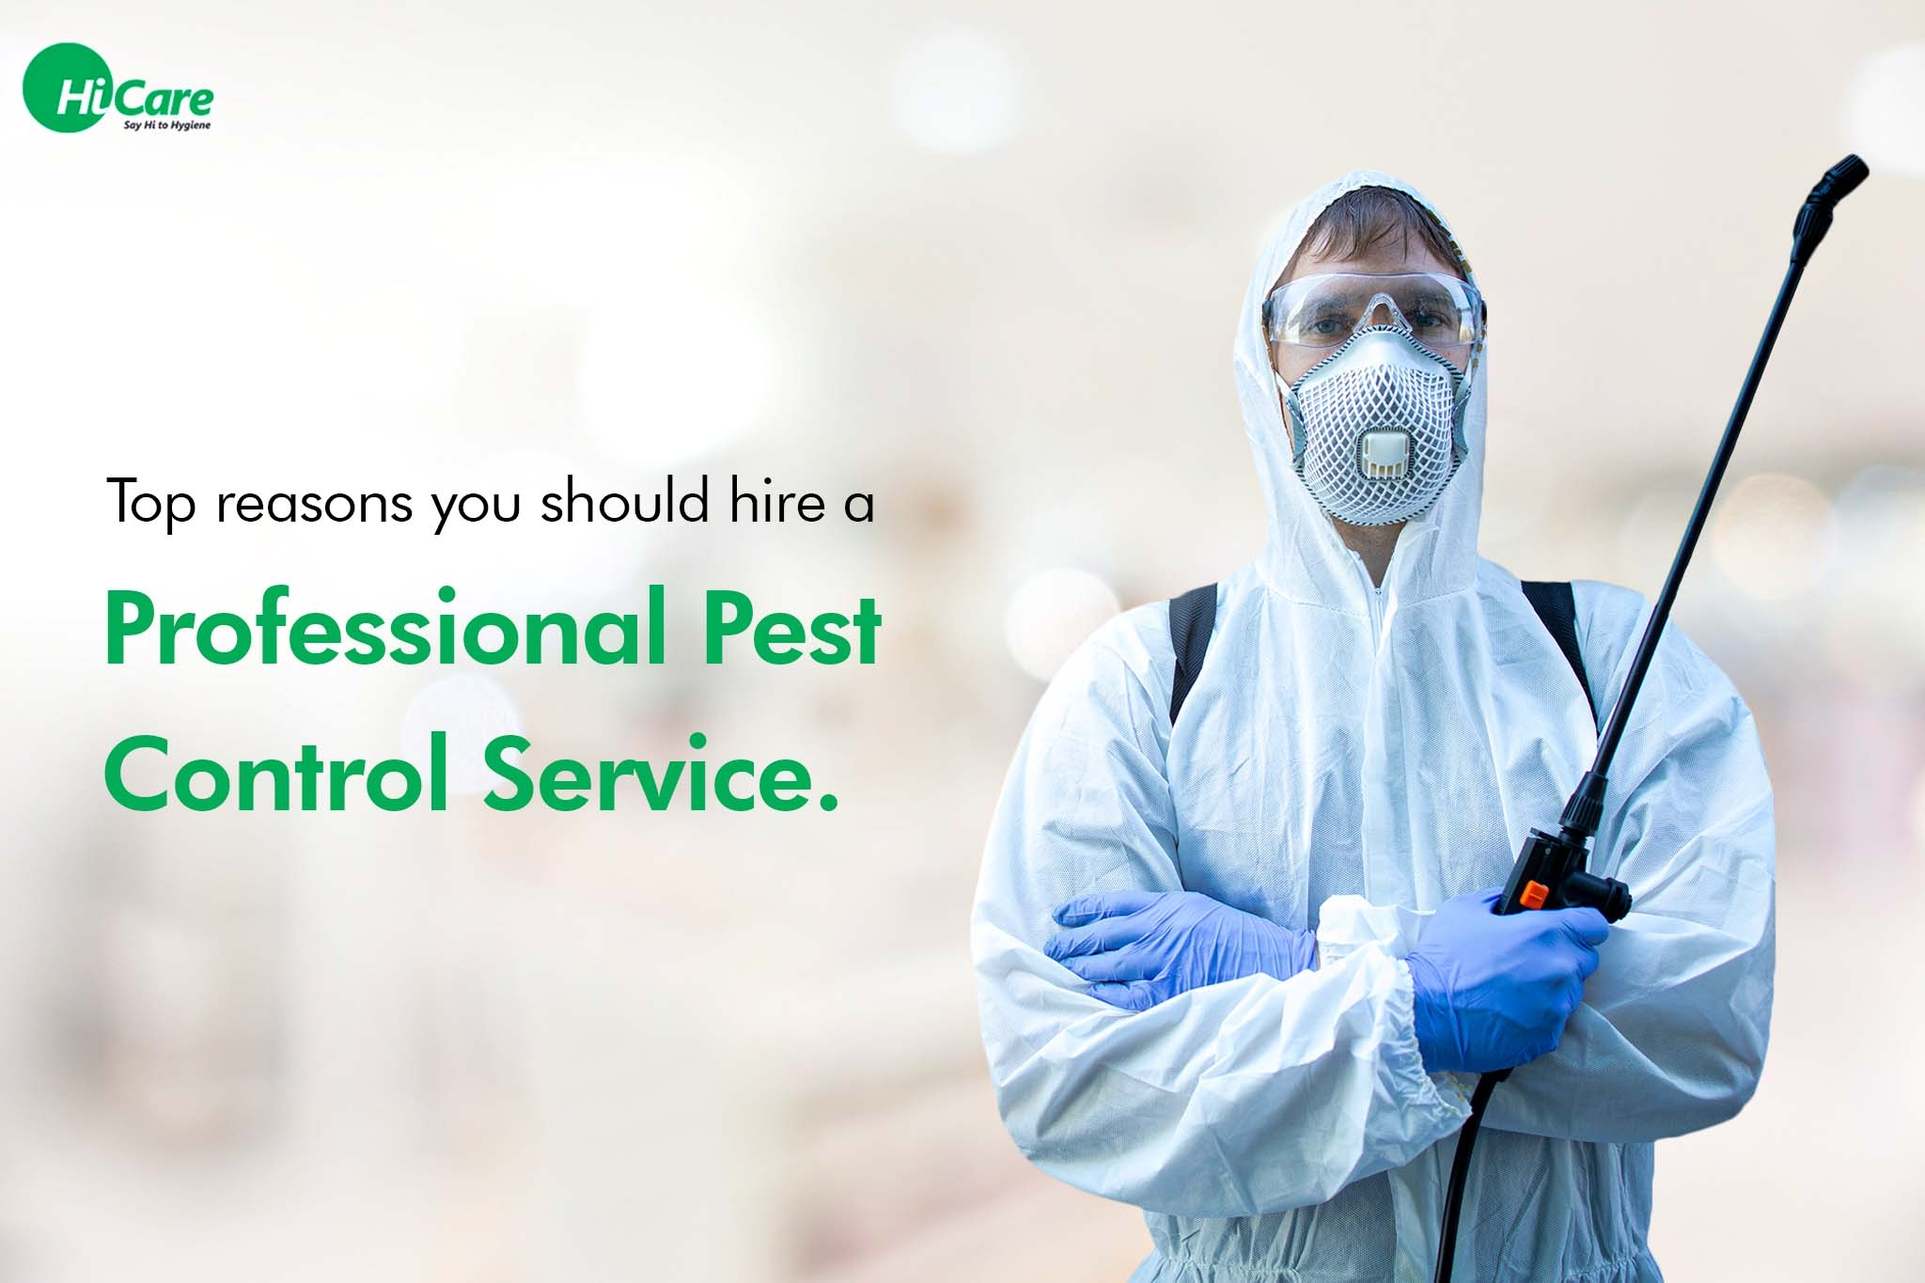 HiCare
Say Hi to Hygiene
Top reasons you should hire a
Professional Pest
Control Service.